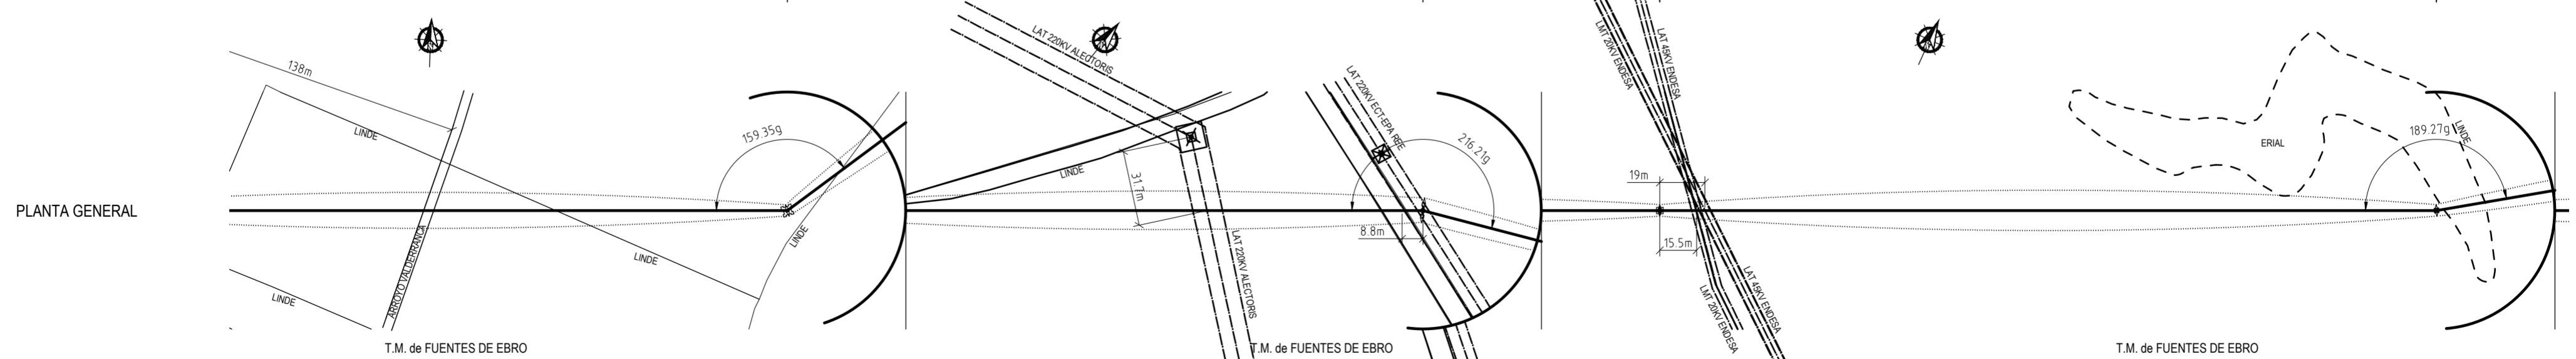 PLANTA GENERAL
138m
LINDE
LINDE
LINDE
ARROYO VALDERRANCA
159.35g
LINDE
T.M. de FUENTES DE EBRO
LAT 220KV ALECTORIS
LINDE
31.7m
LAT 220KV ALECTORIS
LAT 220KV ECT-EPA REE
216.21g
8.8m
T.M. de FUENTES DE EBRO
LMT 20KV ENDESA
LAT 45KV ENDESA
19m
15.5m
LAT 45KV ENDESA
LMT 20KV ENDESA
ERIAL
189.27g
LINDE
T.M. de FUENTES DE EBRO